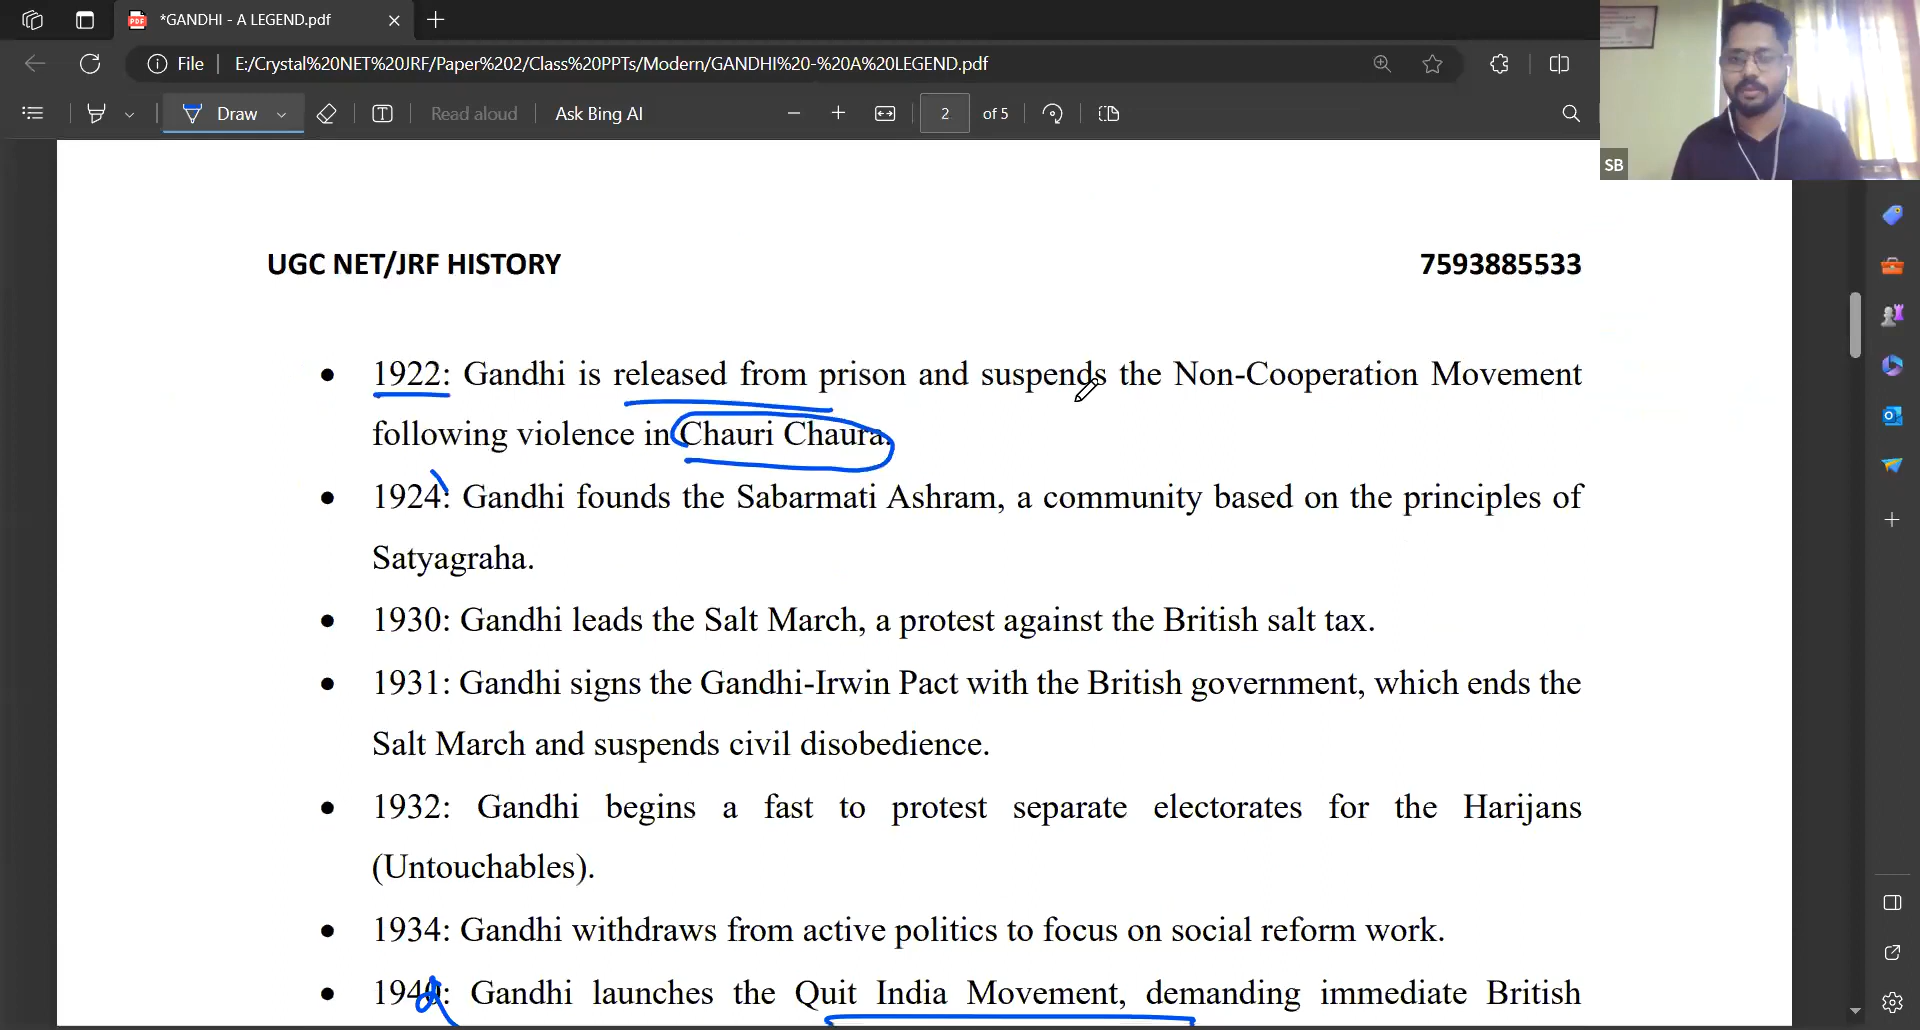 *GANDHI - A LEGEND.pdf
File
E:/Crystal%20NET%20JRF/Paper%202/Class%20PPTs/Modern/GANDHI%20-%20A%20LEGEND.pdf
Draw
Read aloud
Ask Bing AI
2 of 5
SB
UGC NET/JRF HISTORY 7593885533
• 1922: Gandhi is released from prison and suspends the Non-Cooperation Movement
following violence in Chauri Chaura.
• 1924: Gandhi founds the Sabarmati Ashram, a community based on the principles of
Satyagraha.
• 1930: Gandhi leads the Salt March, a protest against the British salt tax.
• 1931: Gandhi signs the Gandhi-Irwin Pact with the British government, which ends the
Salt March and suspends civil disobedience.
• 1932: Gandhi begins a fast to protest separate electorates for the Harijans
(Untouchables).
• 1934: Gandhi withdraws from active politics to focus on social reform work.
• 1940: Gandhi launches the Quit India Movement, demanding immediate British